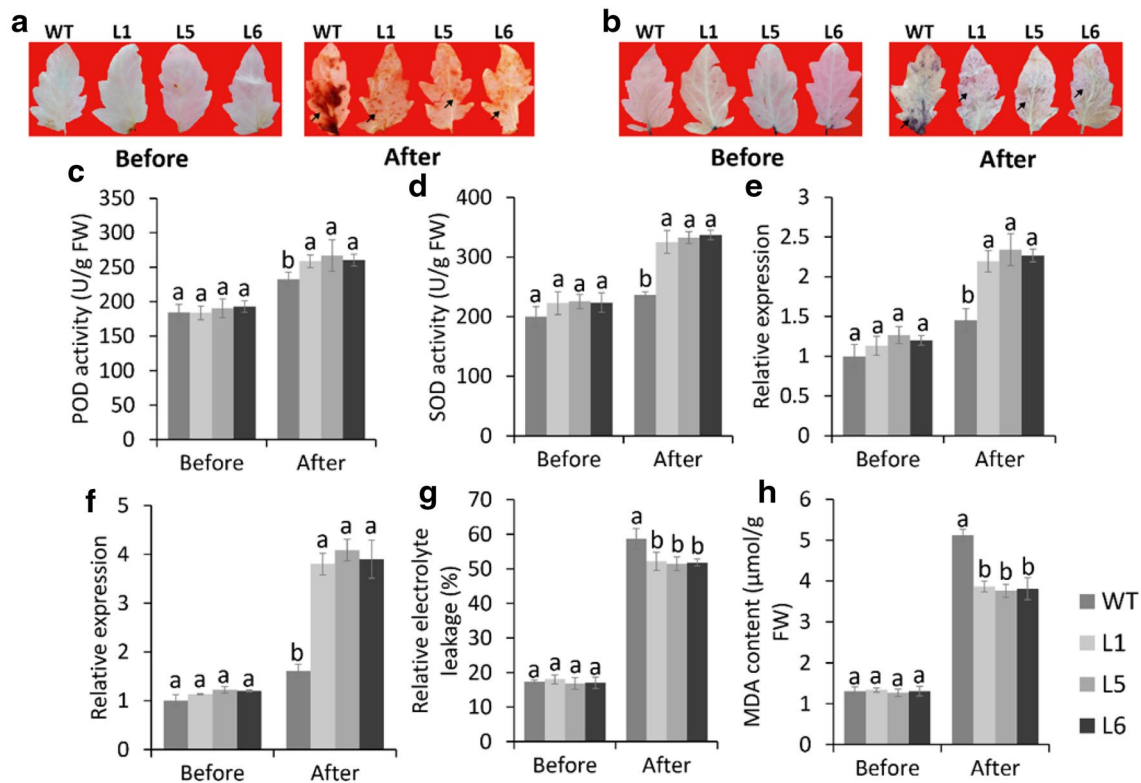 a
WT L1 L5 L6
WT L1 L5 L6
Before
After
b
WT L1 L5 L6
WT L1 L5 L6
Before
After
c
POD activity (U/g FW)
350
300
250
200
150
100
50
0
a a a a
b a a a
Before After
d
SOD activity (U/g FW)
400
300
200
100
0
a a a a
b a a a
Before After
e
Relative expression
3
2.5
2
1.5
1
0.5
0
a a a a
b a a a
Before After
f
Relative expression
5
4
3
2
1
0
a a a a
b a a a
Before After
g
Relative electrolyte
leakage (%)
70
60
50
40
30
20
10
0
a a a a
a b b b
Before After
h
MDA content (μmol/g
FW)
6
5
4
3
2
1
0
a a a a
a b b b
Before After
WT
L1
L5
L6